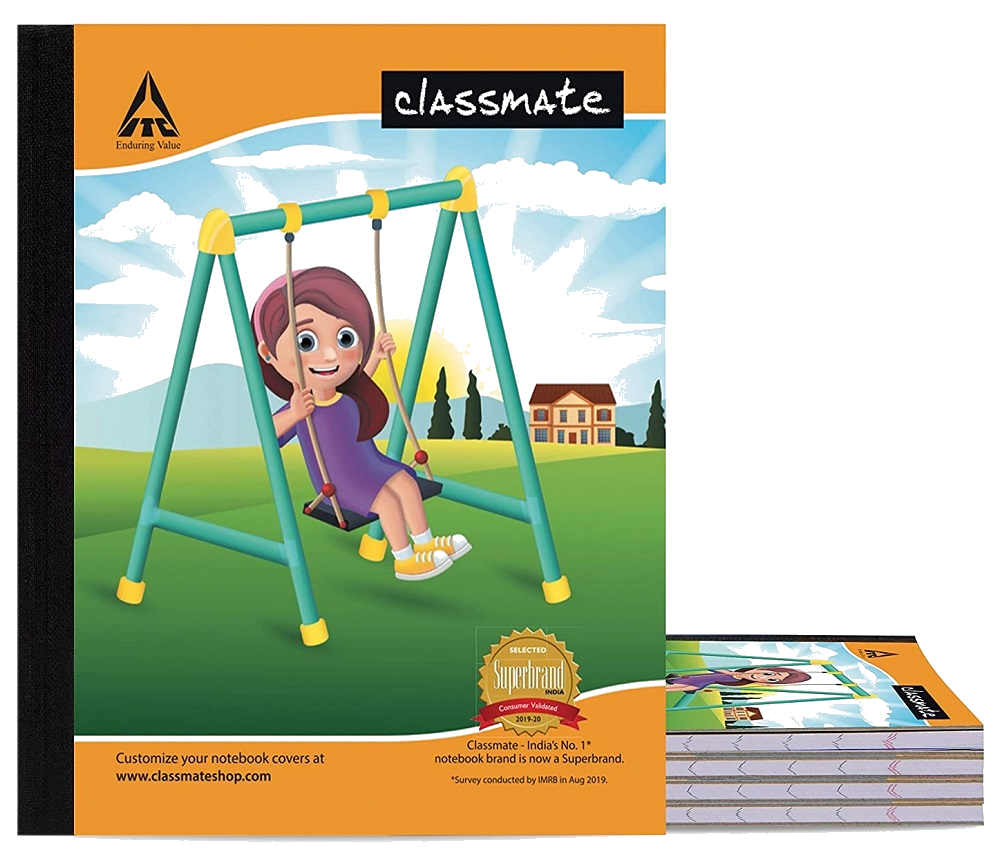 ITC
Enduring Value
classmate
SELECTED
Superbrand
INDIA
Consumer Validated
2019-20
Customize your notebook covers at
www.classmateshop.com
Classmate - India's No. 1*
notebook brand is now a Superbrand.
*Survey conducted by IMRB in Aug 2019.
ITC
classmate